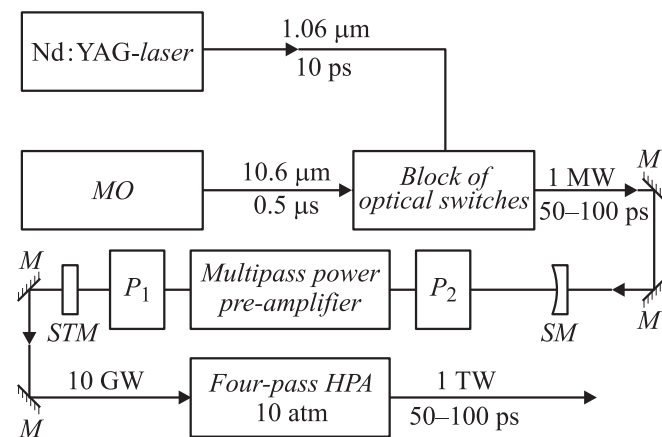 1.06 μm
Nd:YAG-laser
10 ps
M
10.6 μm
MO
Block of
optical switches
1 MW
0.5 μs
50–100 ps
M
P1
Multipass power
pre-amplifier
P2
STM
SM
M
10 GW
Four-pass HPA
10 atm
1 TW
50–100 ps
M